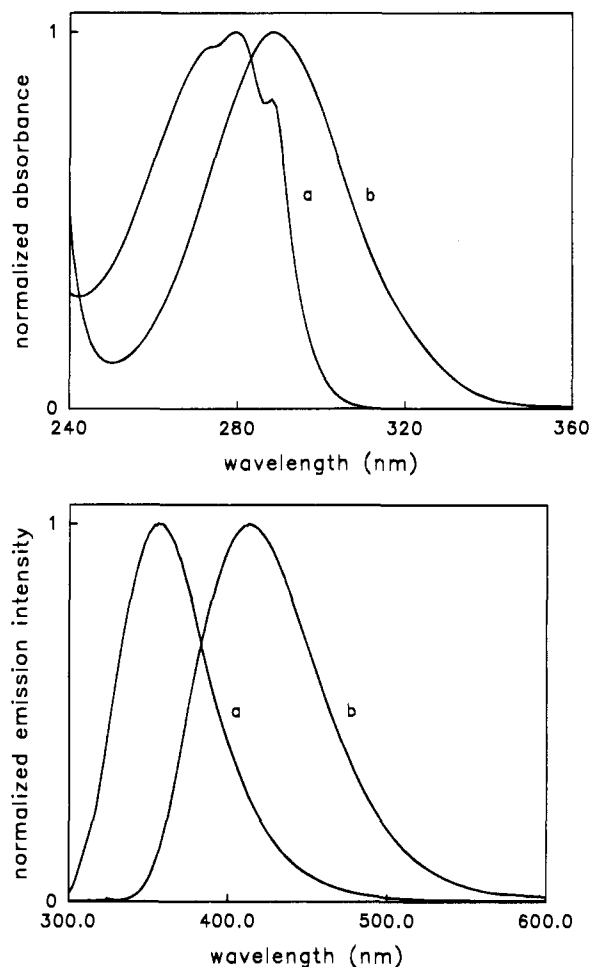 normalized absorbance
1
0
a
b
240
280
320
360
wavelength (nm)
normalized emission intensity
1
0
a
b
300.0
400.0
500.0
600.0
wavelength (nm)